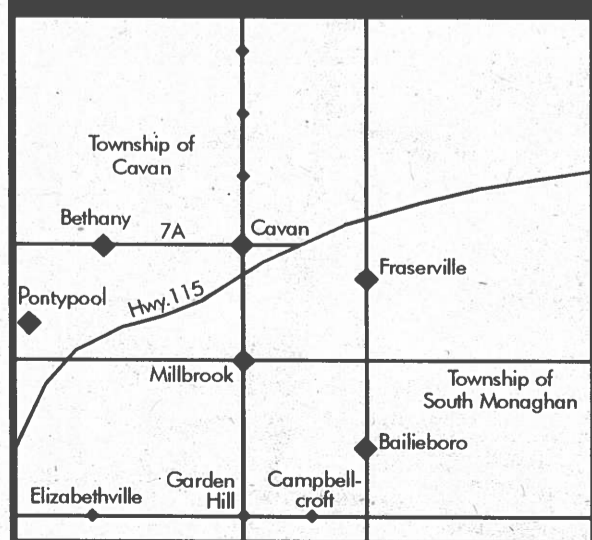 Township of
Cavan
Bethany
7A
Cavan
Fraserville
Pontypool
Hwy.115
Millbrook
Township of
South Monaghan
Bailieboro
Garden
Hill
Campbell-
croft
Elizabethville